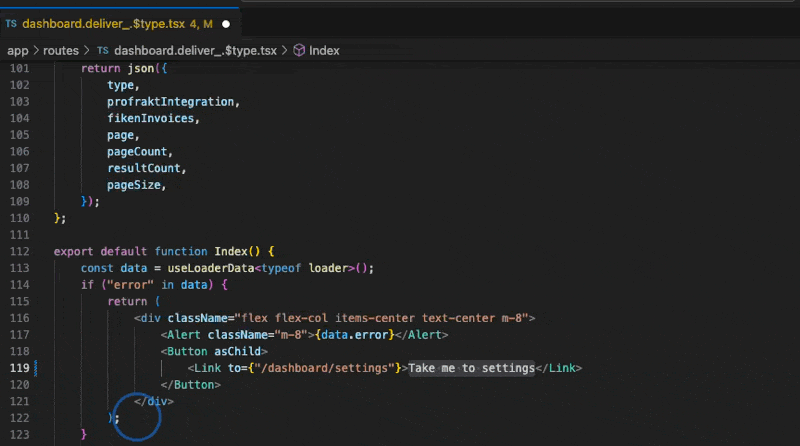 TS dashboard.deliver_.$type.tsx 4, M
app > routes > TS dashboard.deliver_.$type.tsx > Index
101 return json({
102 type,
103 profraktIntegration,
104 fikenInvoices,
105 page,
106 pageCount,
107 resultCount,
108 pageSize,
109 });
110 };
111
112 export default function Index() {
113 const data = useLoaderData<typeof loader>();
114 if ("error" in data) {
115 return (
116 <div className="flex flex-col items-center text-center m-8">
117 <Alert className="m-8">{data.error}</Alert>
118 <Button asChild>
119 <Link to={"/dashboard/settings"}>Take me to settings</Link>
120 </Button>
121 </div>
122 );
123 }